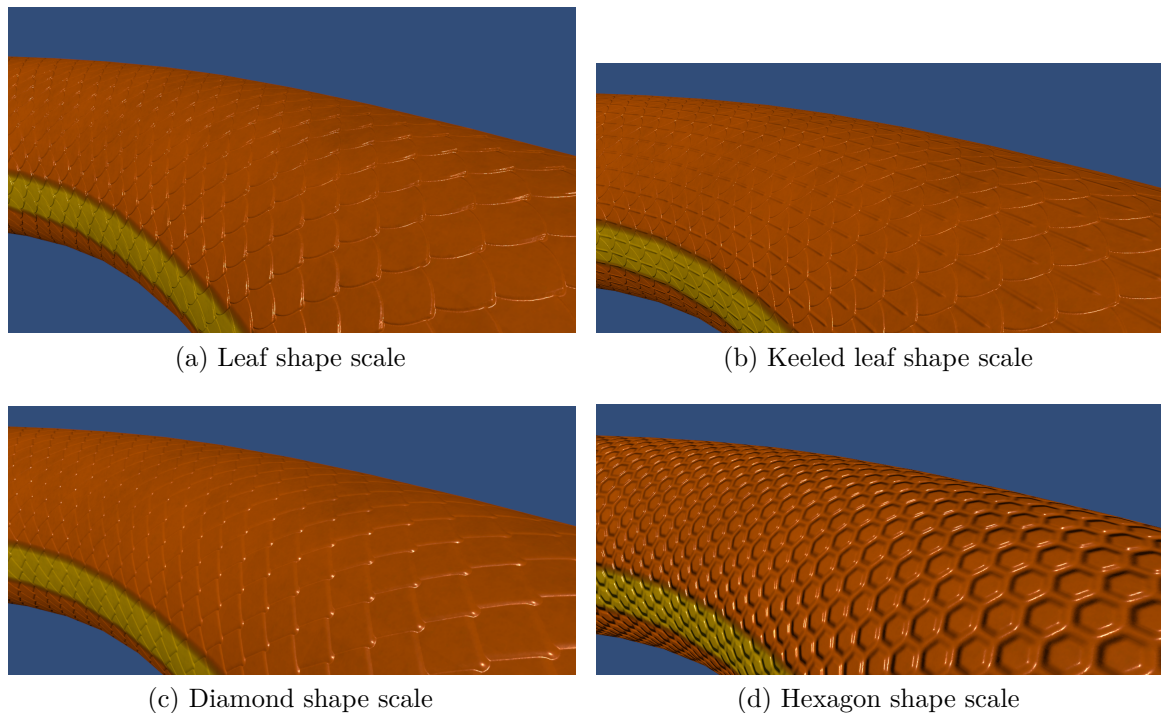 (a) Leaf shape scale
(b) Keeled leaf shape scale
(c) Diamond shape scale
(d) Hexagon shape scale